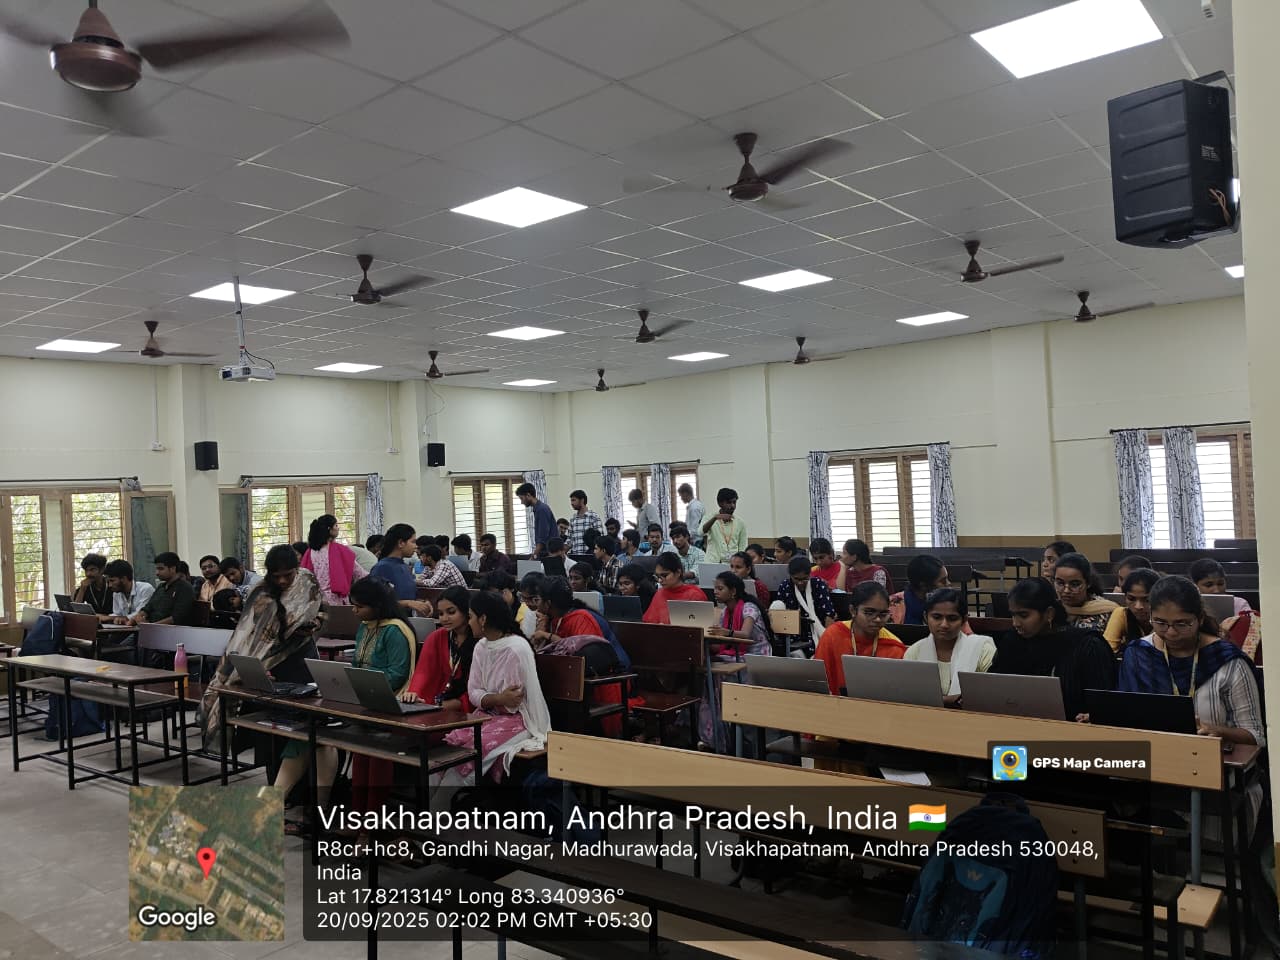 GPS Map Camera
Visakhapatnam, Andhra Pradesh, India
R8cr+hc8, Gandhi Nagar, Madhurawada, Visakhapatnam, Andhra Pradesh 530048,
India
Lat 17.821314° Long 83.340936°
20/09/2025 02:02 PM GMT +05:30
Google